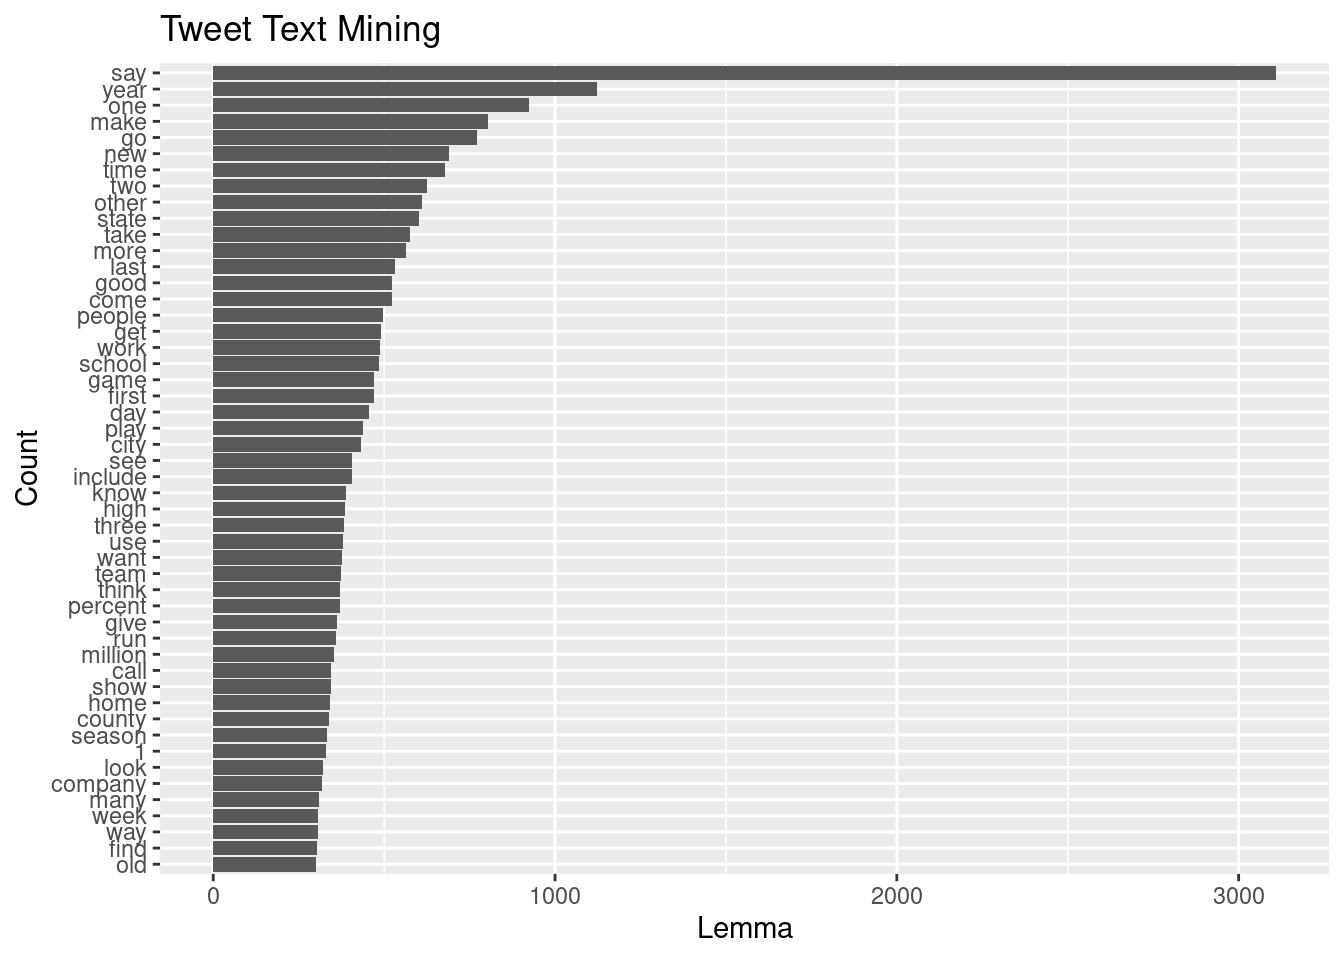 Tweet Text Mining
say
year
one
make
go
new
time
two
other
state
take
more
last
good
come
people
get
work
school
game
first
day
play
city
see
include
know
high
three
use
want
team
think
percent
give
run
million
call
show
home
county
season
1
look
company
many
week
way
find
old
Count
0 1000 2000 3000
Lemma